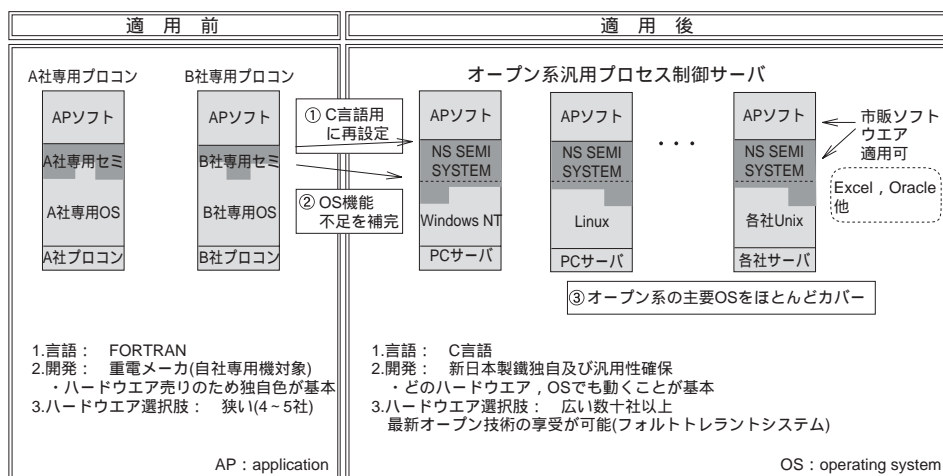 適 用 前
適 用 後
A社専用プロコン
B社専用プロコン
APソフト
A社専用セミ
A社専用OS
A社プロコン
APソフト
B社専用セミ
B社専用OS
B社プロコン
① C言語用
に再設定
② OS機能
不足を補完
オープン系汎用プロセス制御サーバ
APソフト
NS SEMI
SYSTEM
Windows NT
PCサーバ
APソフト
NS SEMI
SYSTEM
Linux
PCサーバ
・・・
APソフト
NS SEMI
SYSTEM
各社Unix
各社サーバ
市販ソフト
ウエア
適用可
Excel，Oracle
他
③オープン系の主要OSをほとんどカバー
1.言語： FORTRAN
2.開発： 重電メーカ(自社専用機対象)
・ハードウエア売りのため独自色が基本
3.ハードウエア選択肢： 狭い(4~5社)
AP：application
1.言語： C言語
2.開発： 新日本製鐵独自及び汎用性確保
・どのハードウエア，OSでも動くことが基本
3.ハードウエア選択肢： 広い数十社以上
最新オープン技術の享受が可能(フォルトトレラントシステム)
OS：operating system